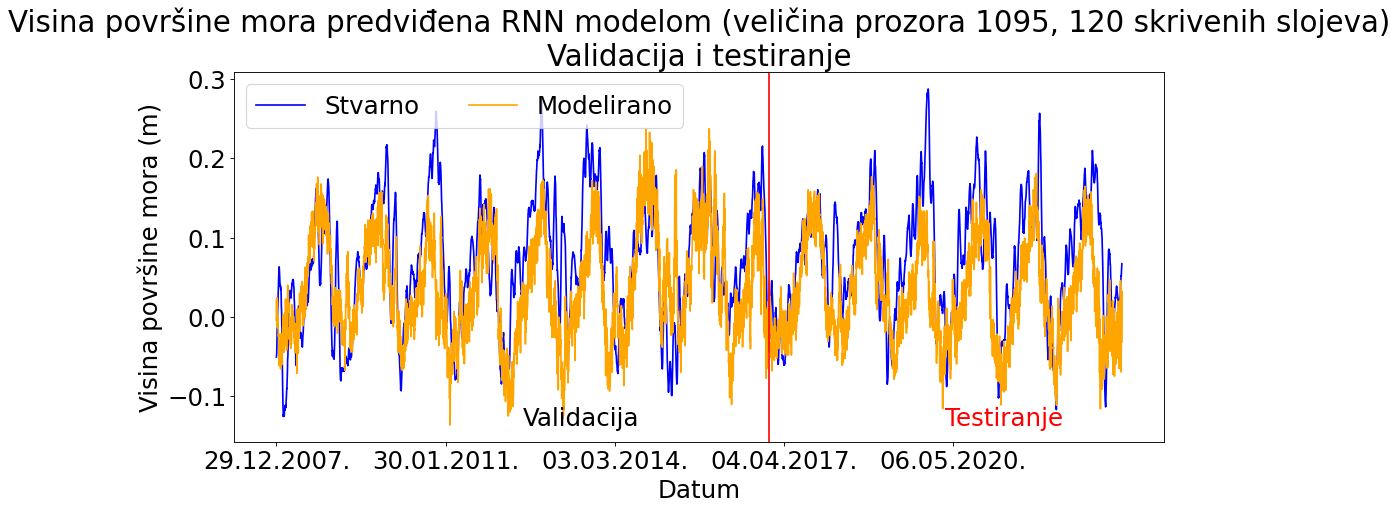 Visina površine mora predviđena RNN modelom (veličina prozora 1095, 120 skrivenih slojeva)
Validacija i testiranje
Stvarno
Modelirano
Visina površine mora (m)
0.3
0.2
0.1
0.0
−0.1
Validacija
Testiranje
29.12.2007.
30.01.2011.
03.03.2014.
04.04.2017.
06.05.2020.
Datum